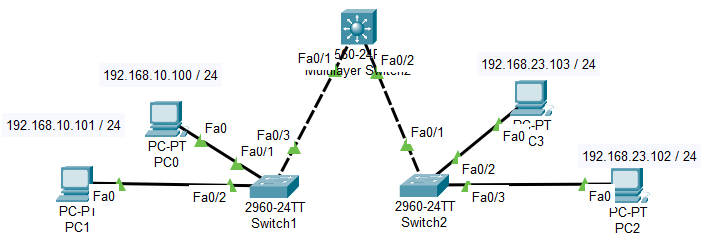 Fa0/1
Fa0/2
192.168.10.100 / 24
192.168.23.103 / 24
192.168.10.101 / 24
Fa0
PC-PT
PC0
Fa0/1
Fa0/3
Fa0/1
Fa0
Fa0/2
192.168.23.102 / 24
Fa0
PC1
Fa0/2
2960-24TT
Switch1
2960-24TT
Switch2
Fa0/3
Fa0
PC-PT
PC2